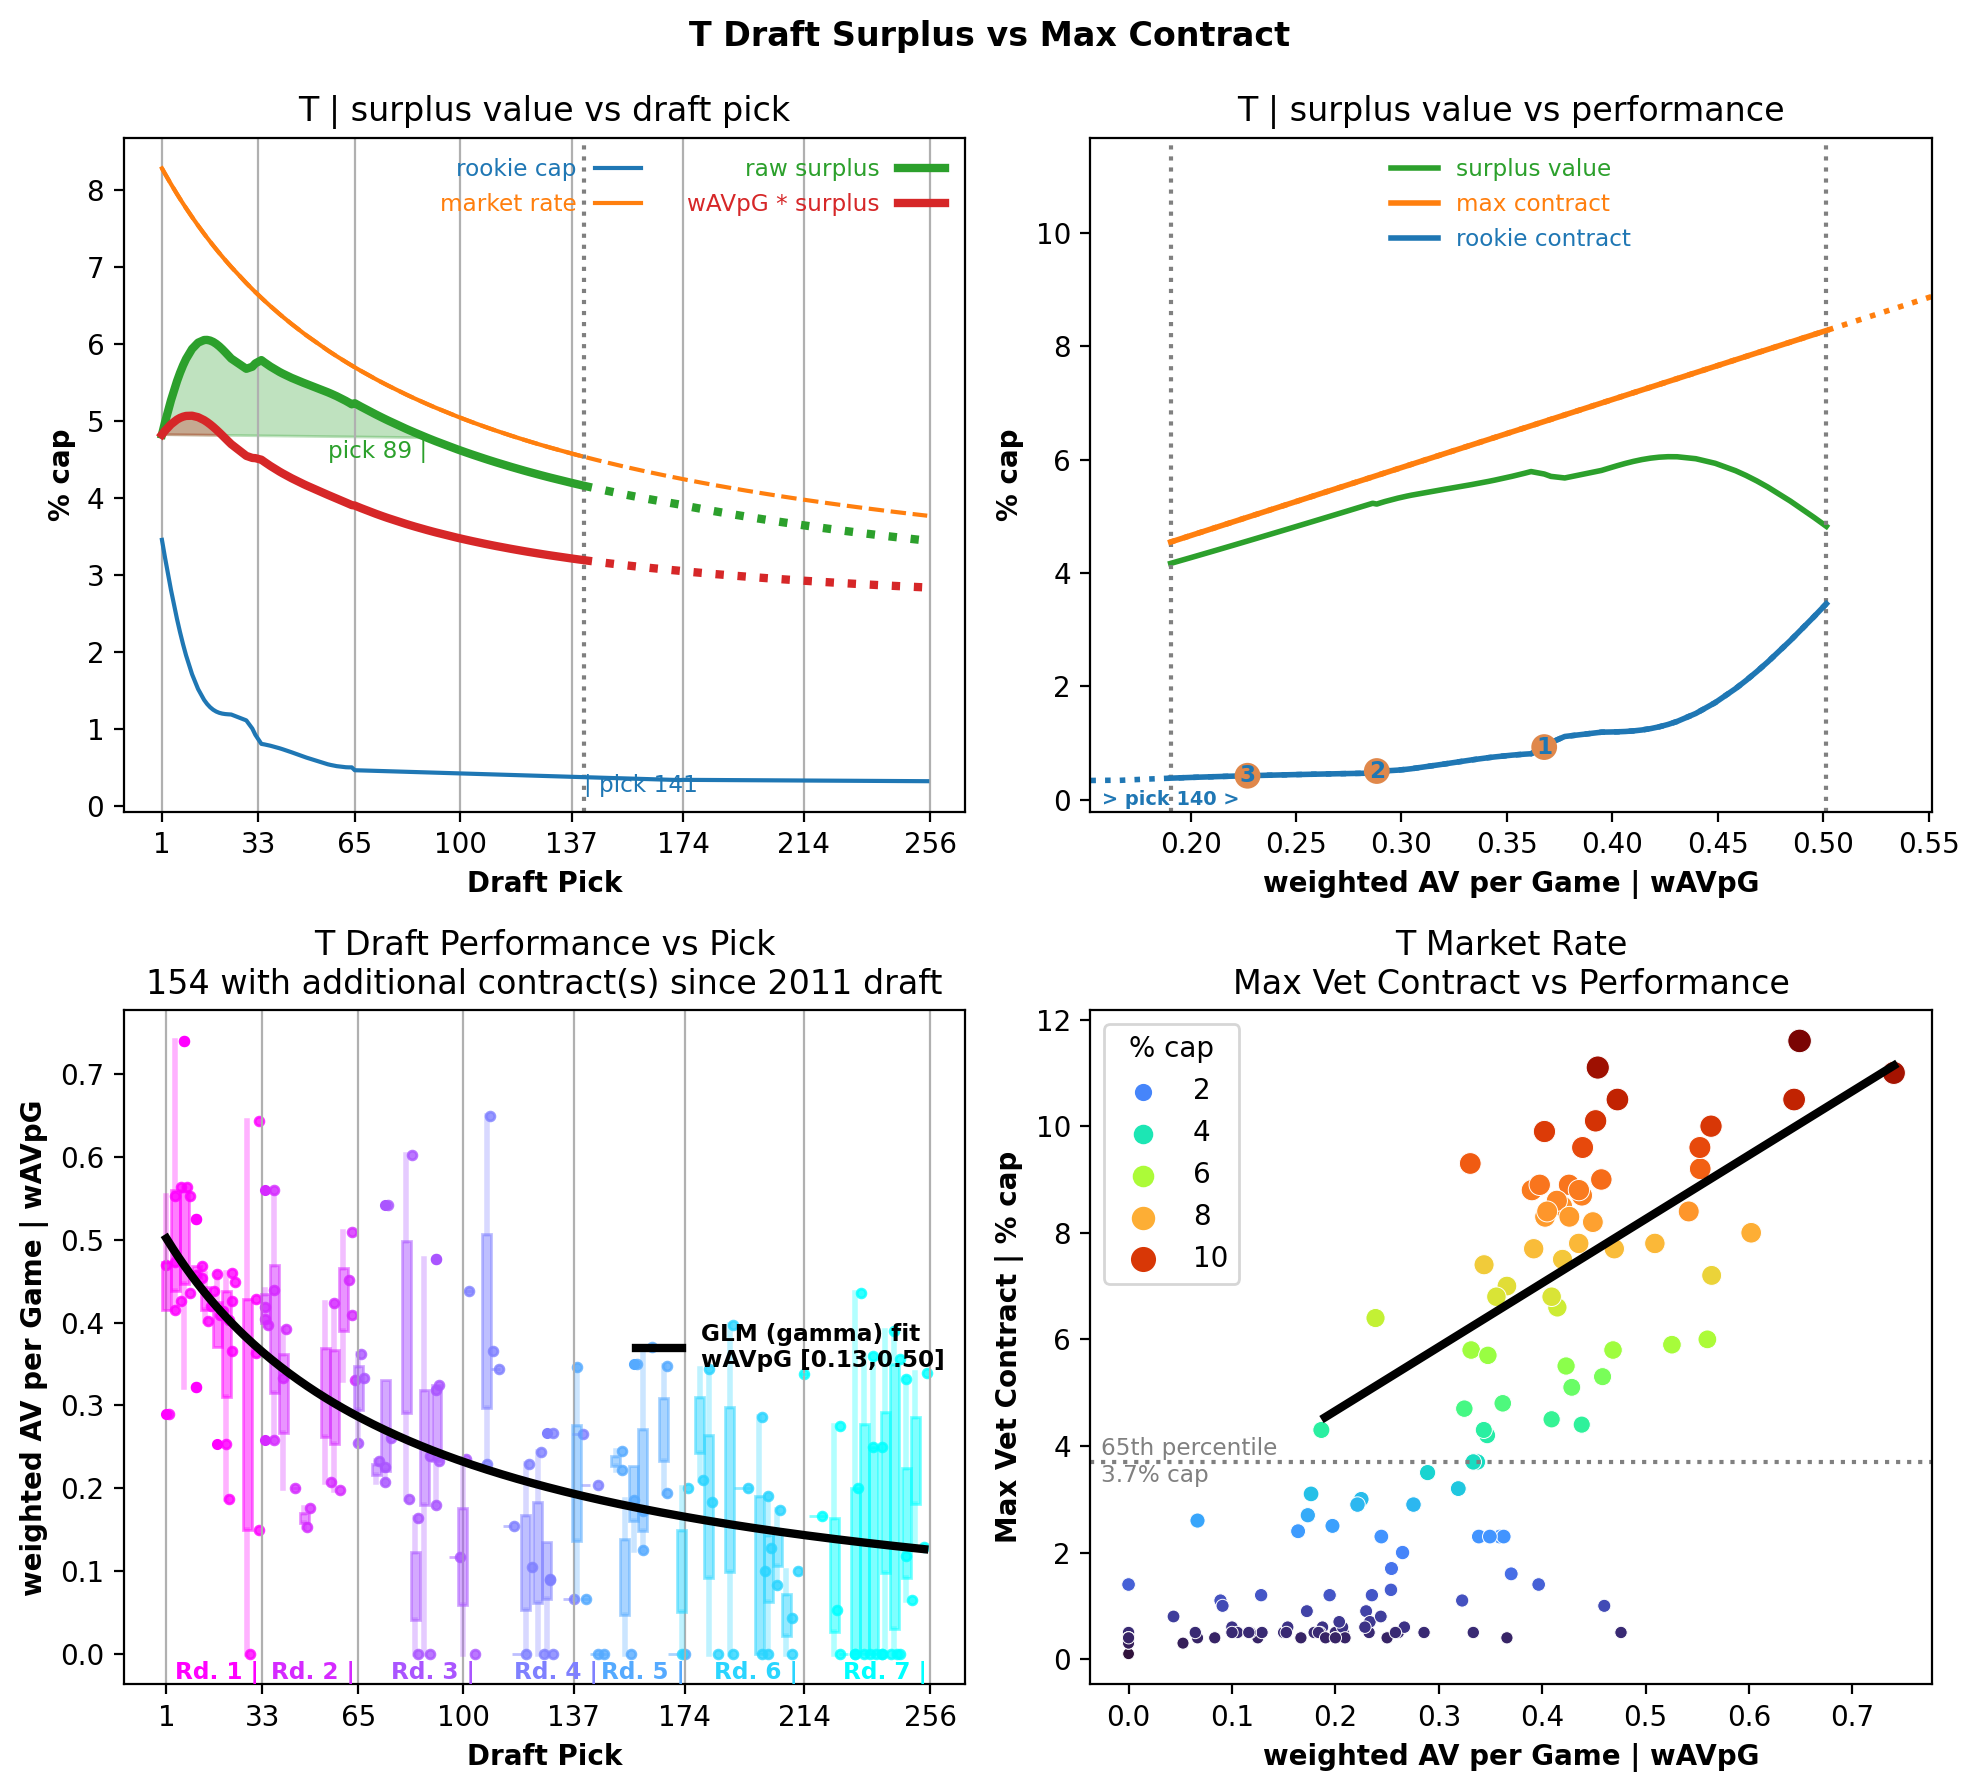 T Draft Surplus vs Max Contract
T | surplus value vs draft pick
rookie cap
market rate
raw surplus
wAVpG * surplus
pick 89 |
| pick 141
% cap
8
7
6
5
4
3
2
1
0
1 33 65 100 137 174 214 256
Draft Pick
T | surplus value vs performance
surplus value
max contract
rookie contract
% cap
10
8
6
4
2
0
3 2 1
> pick 140 >
0.20 0.25 0.30 0.35 0.40 0.45 0.50 0.55
weighted AV per Game | wAVpG
T Draft Performance vs Pick
154 with additional contract(s) since 2011 draft
weighted AV per Game | wAVpG
0.7
0.6
0.5
0.4
0.3
0.2
0.1
0.0
GLM (gamma) fit
wAVpG [0.13,0.50]
Rd. 1 | Rd. 2 | Rd. 3 | Rd. 4 | Rd. 5 | Rd. 6 | Rd. 7 |
1 33 65 100 137 174 214 256
Draft Pick
T Market Rate
Max Vet Contract vs Performance
Max Vet Contract | % cap
12
10
8
6
4
2
0
% cap
2
4
6
8
10
65th percentile
3.7% cap
0.0 0.1 0.2 0.3 0.4 0.5 0.6 0.7
weighted AV per Game | wAVpG